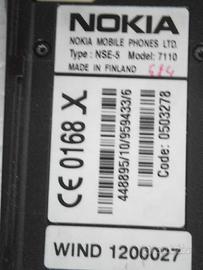 NOKIA
NOKIA MOBILE PHONES LTD.
Type: NSE-5 Model: 7110
MADE IN FINLAND
CE 0168 X
448895/10/959433/6
Code: 0503278
WIND 1200027